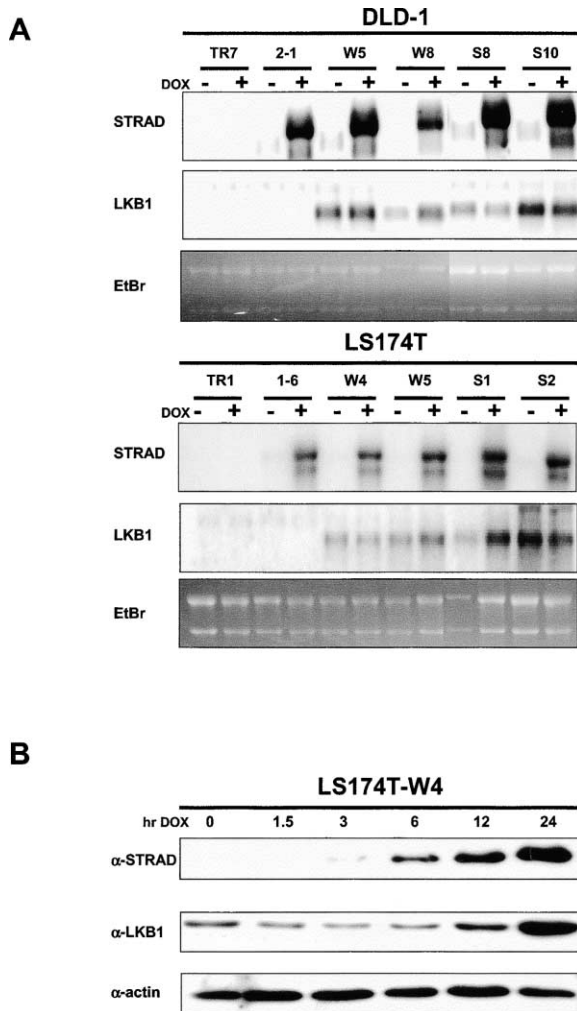 A
DLD-1
TR7 2-1 W5 W8 S8 S10
DOX - + - + - + - + - + - +
STRAD
LKB1
EtBr
LS174T
TR1 1-6 W4 W5 S1 S2
DOX - + - + - + - + - + - +
STRAD
LKB1
EtBr
B
LS174T-W4
hr DOX 0 1.5 3 6 12 24
α-STRAD
α-LKB1
α-actin